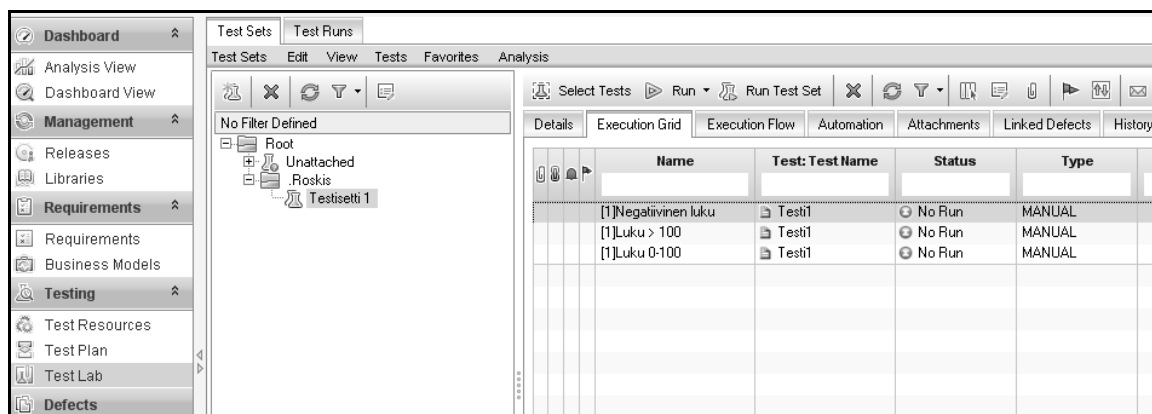 Dashboard
Analysis View
Dashboard View
Management
Releases
Libraries
Requirements
Requirements
Business Models
Testing
Test Resources
Test Plan
Test Lab
Defects
Test Sets Test Runs
Test Sets Edit View Tests Favorites Analysis
No Filter Defined
Root
Unattached
.Roskis
Testisetti 1
Select Tests Run Run Test Set
Details Execution Grid Execution Flow Automation Attachments Linked Defects History
Name Test: Test Name Status Type
[1]Negatiivinen luku Testi1 No Run MANUAL
[1]Luku > 100 Testi1 No Run MANUAL
[1]Luku 0-100 Testi1 No Run MANUAL